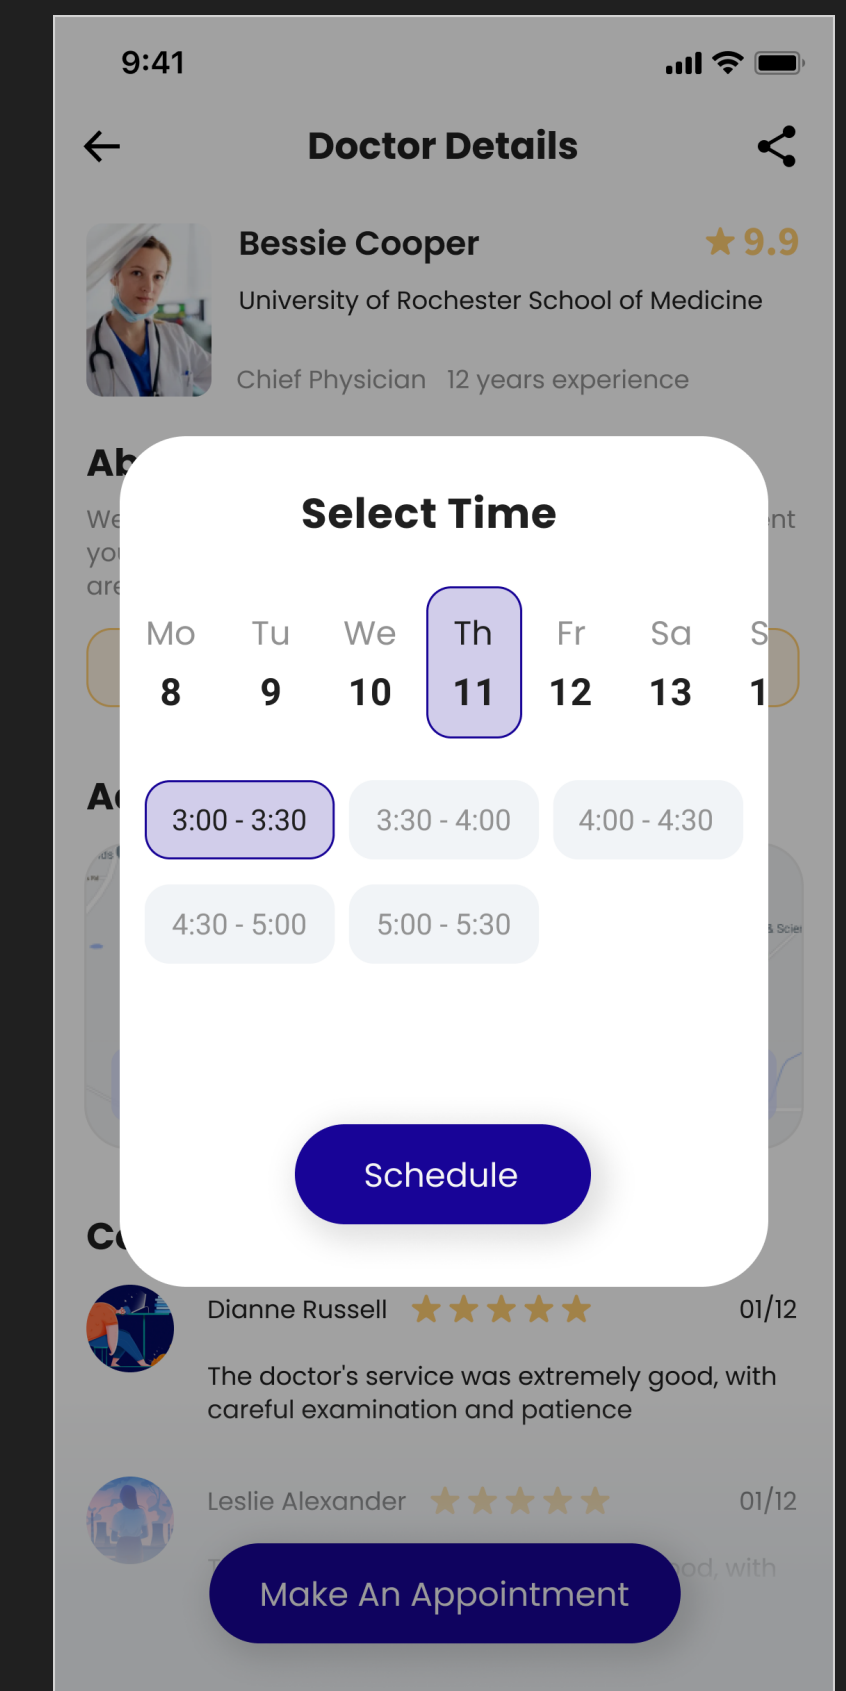 9:41
Doctor Details
Bessie Cooper
9.9
University of Rochester School of Medicine
Chief Physician 12 years experience
Select Time
Mo Tu We Th Fr Sa
8 9 10 11 12 13
3:00 - 3:30 3:30 - 4:00 4:00 - 4:30
4:30 - 5:00 5:00 - 5:30
Schedule
Dianne Russell 01/12
The doctor's service was extremely good, with
careful examination and patience
Leslie Alexander 01/12
with
Make An Appointment